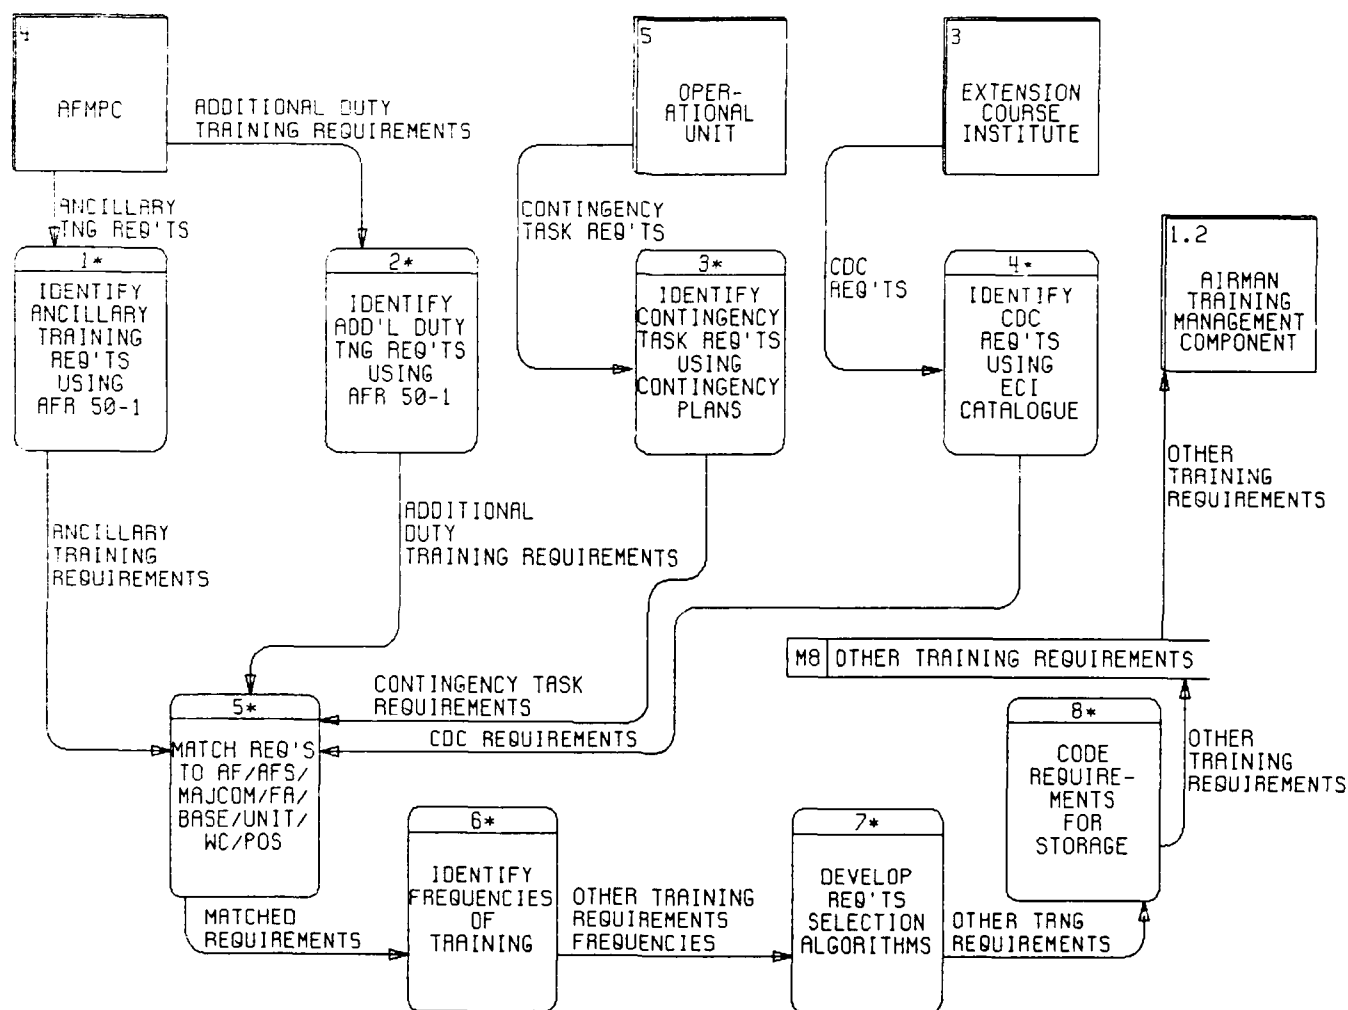 4
AFMPC
ADDITIONAL DUTY
TRAINING REQUIREMENTS
5
OPER-
ATIONAL
UNIT
3
EXTENSION
COURSE
INSTITUTE
ANCILLARY
TNG REQ'TS
CONTINGENCY
TASK REQ'TS
CDC
REQ'TS
1.2
AIRMAN
TRAINING
MANAGEMENT
COMPONENT
1*
IDENTIFY
ANCILLARY
TRAINING
REQ'TS
USING
AFR 50-1
2*
IDENTIFY
ADD'L DUTY
TNG REQ'TS
USING
AFR 50-1
3*
IDENTIFY
CONTINGENCY
TASK REQ'TS
USING
CONTINGENCY
PLANS
4*
IDENTIFY
CDC
REQ'TS
USING
ECI
CATALOGUE
OTHER
TRAINING
REQUIREMENTS
ANCILLARY
TRAINING
REQUIREMENTS
ADDITIONAL
DUTY
TRAINING REQUIREMENTS
M8 OTHER TRAINING REQUIREMENTS
CONTINGENCY TASK
REQUIREMENTS
CDC REQUIREMENTS
5*
MATCH REQ'S
TO AF/AFS/
MAJCOM/FA/
BASE/UNIT/
WC/POS
8*
CODE
REQUIRE-
MENTS
FOR
STORAGE
OTHER
TRAINING
REQUIREMENTS
6*
IDENTIFY
FREQUENCIES
OF
TRAINING
7*
DEVELOP
REQ'TS
SELECTION
ALGORITHMS
MATCHED
REQUIREMENTS
OTHER TRAINING
REQUIREMENTS
FREQUENCIES
OTHER TRNG
REQUIREMENTS